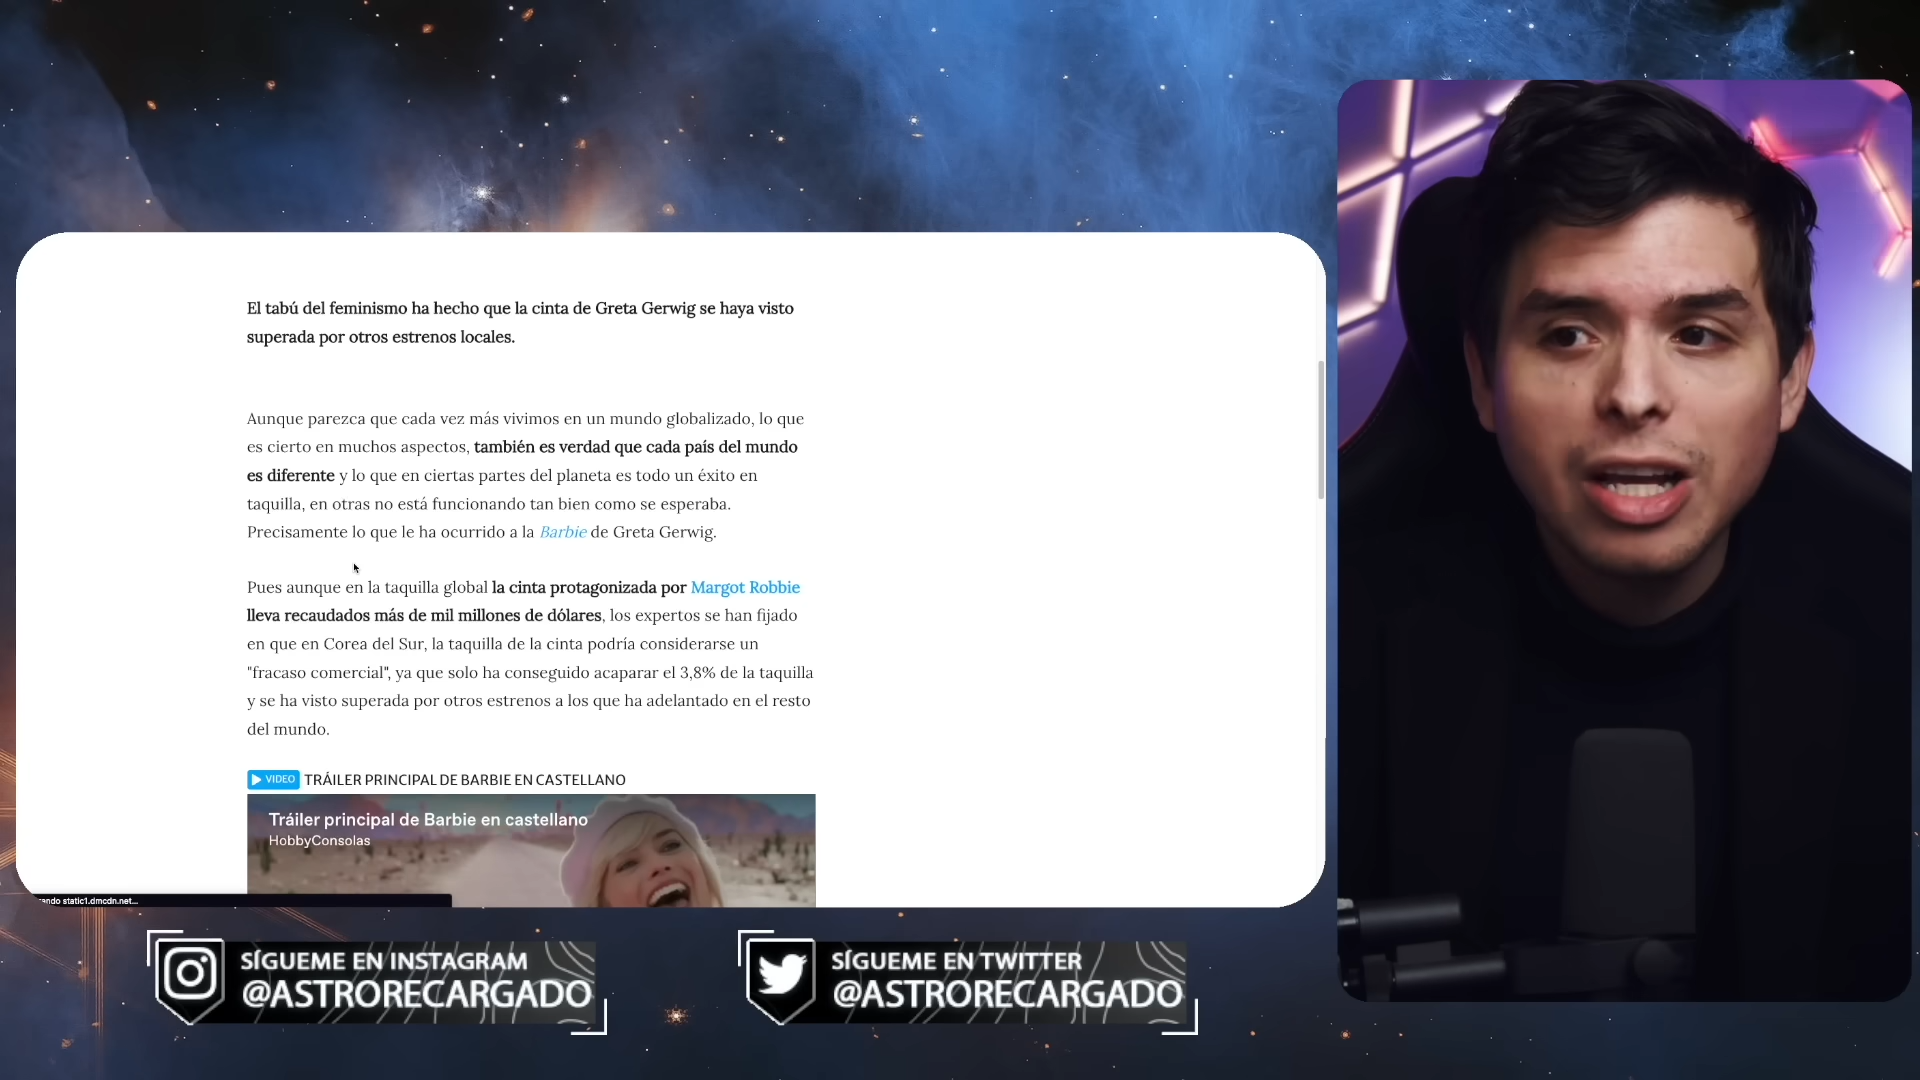 El tabú del feminismo ha hecho que la cinta de Greta Gerwig se haya visto
superada por otros estrenos locales.
Aunque parezca que cada vez más vivimos en un mundo globalizado, lo que
es cierto en muchos aspectos, también es verdad que cada país del mundo
es diferente y lo que en ciertas partes del planeta es todo un éxito en
taquilla, en otras no está funcionando tan bien como se esperaba.
Precisamente lo que le ha ocurrido a la Barbie de Greta Gerwig.
Pues aunque en la taquilla global la cinta protagonizada por Margot Robbie
lleva recaudados más de mil millones de dólares, los expertos se han fijado
en que en Corea del Sur, la taquilla de la cinta podría considerarse un
"fracaso comercial", ya que solo ha conseguido acaparar el 3,8% de la taquilla
y se ha visto superada por otros estrenos a los que ha adelantado en el resto
del mundo.
VIDEO TRÁILER PRINCIPAL DE BARBIE EN CASTELLANO
Tráiler principal de Barbie en castellano
HobbyConsolas
static1.dmcdn.net...
SÍGUEME EN INSTAGRAM
@ASTRORECARGADO
SÍGUEME EN TWITTER
@ASTRORECARGADO